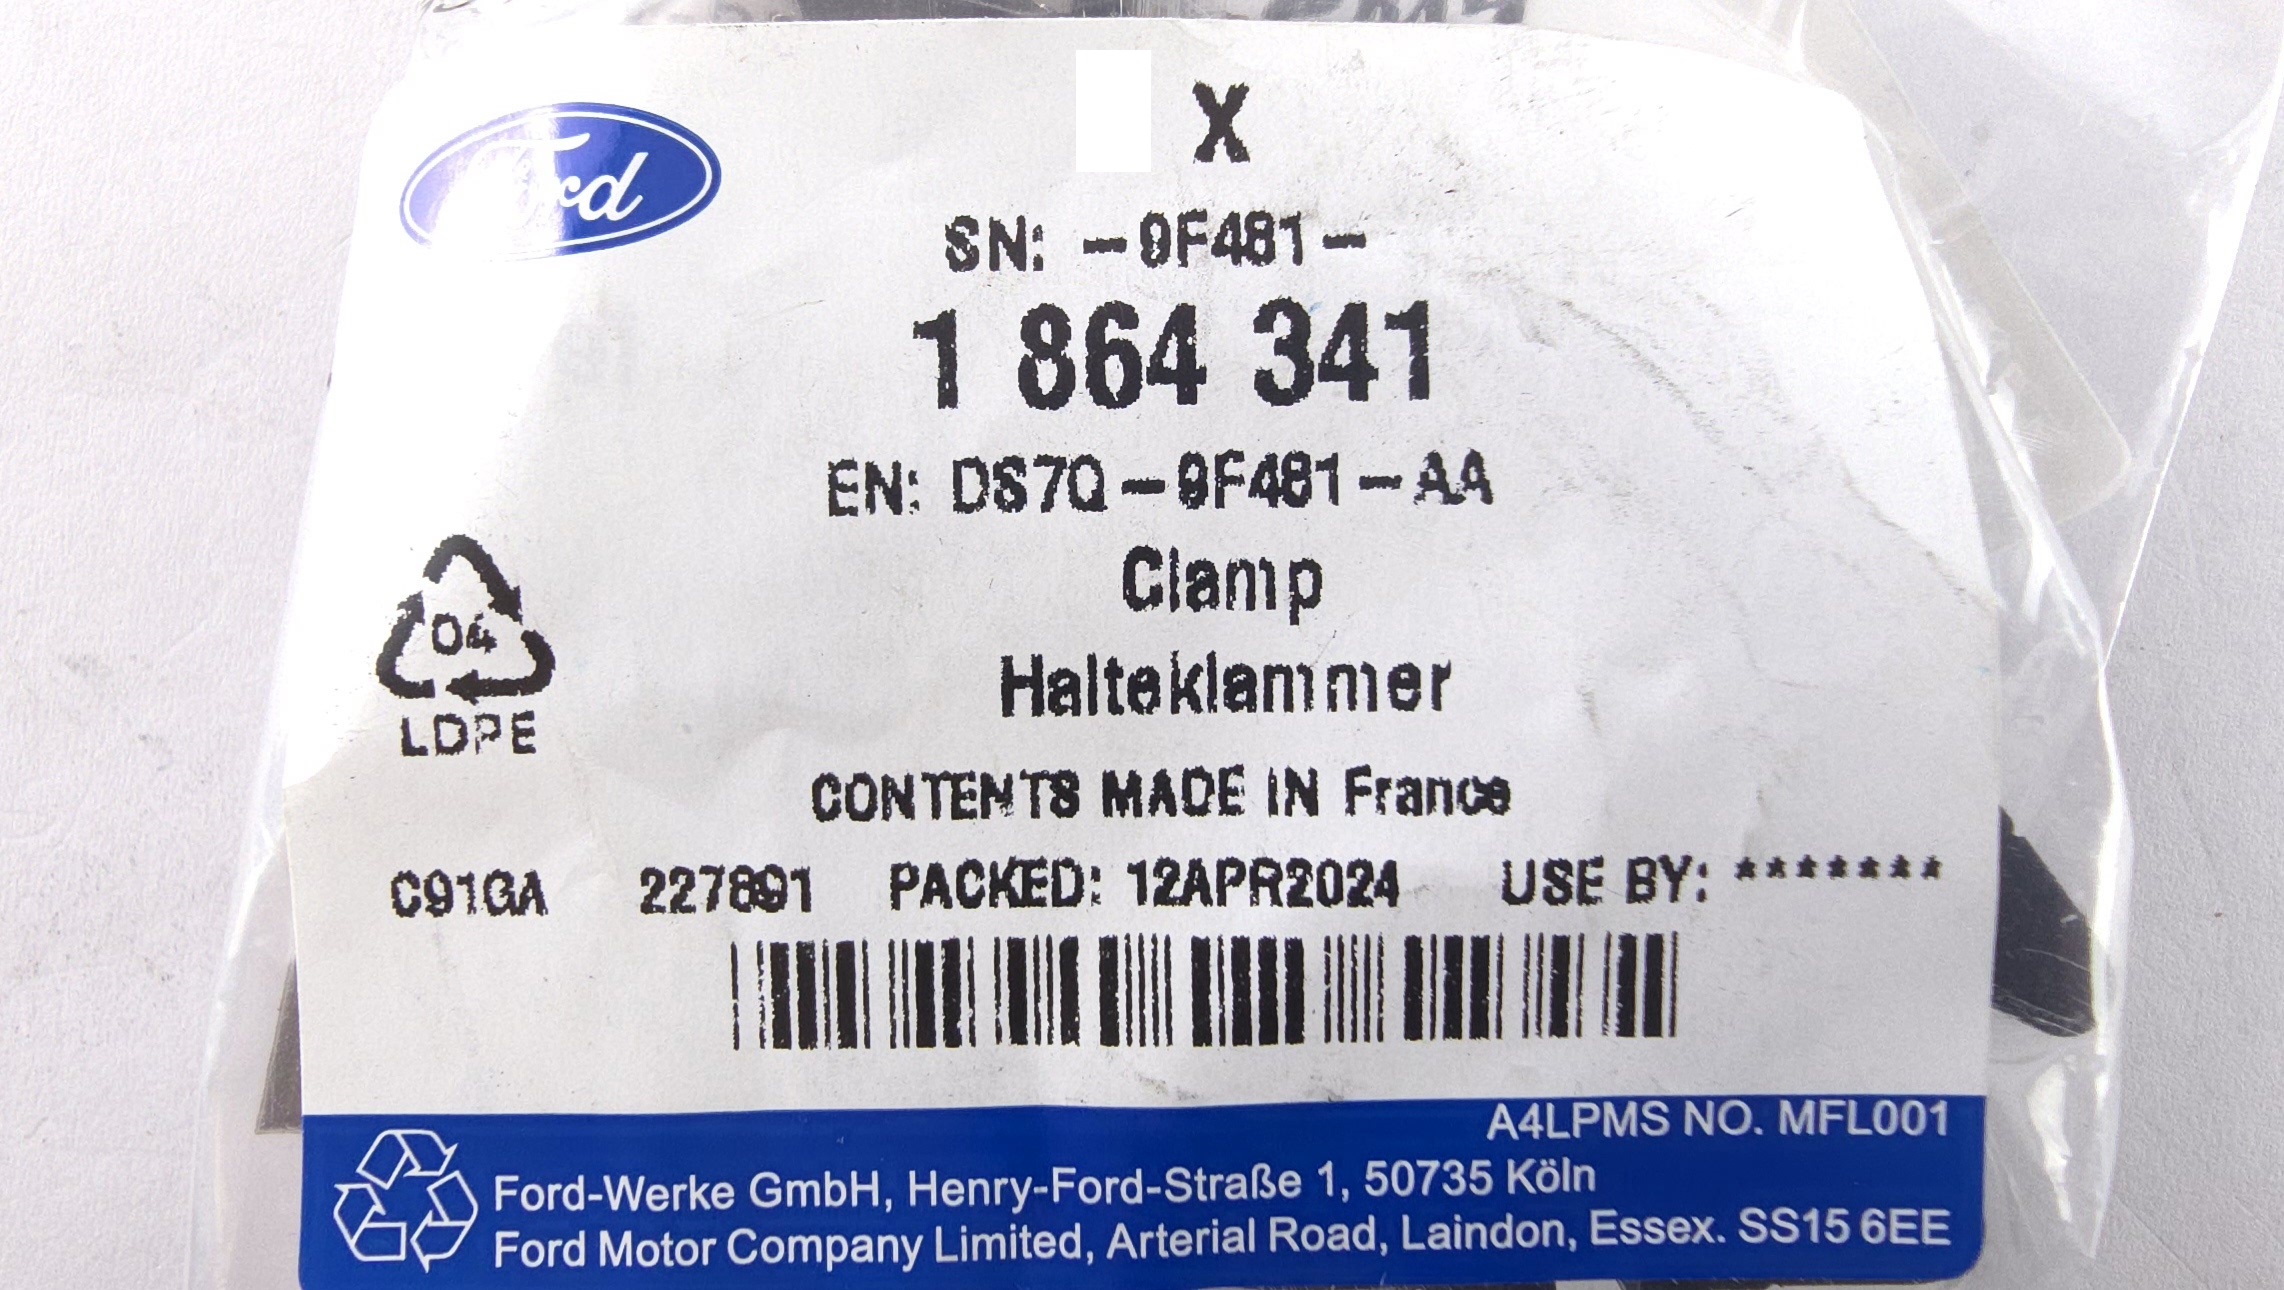 Ford
X
SN: -9F481-
1 864 341
EN: DS7Q-9F481-AA
Clamp
Halteklammer
04
LDPE
CONTENTS MADE IN France
C91GA 227891 PACKED: 12APR2024 USE BY: *******
A4LPMS NO. MFL001
Ford-Werke GmbH, Henry-Ford-Straße 1, 50735 Köln
Ford Motor Company Limited, Arterial Road, Laindon, Essex. SS15 6EE